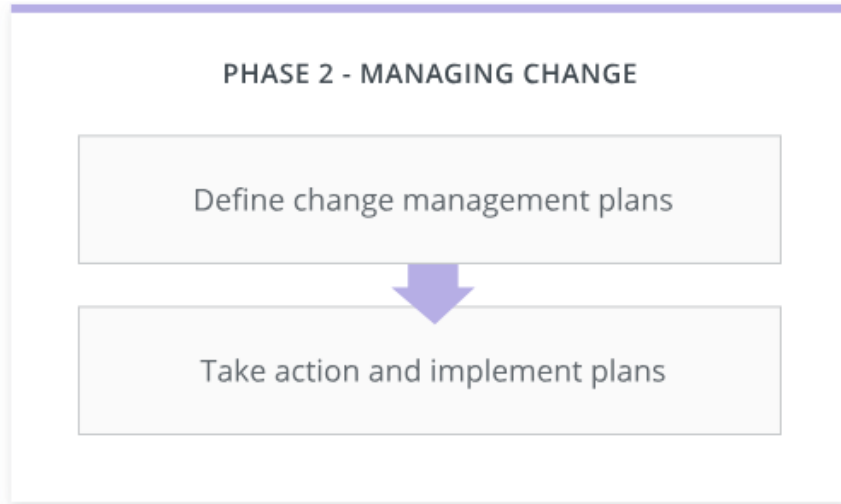 PHASE 2 - MANAGING CHANGE
Define change management plans
Take action and implement plans